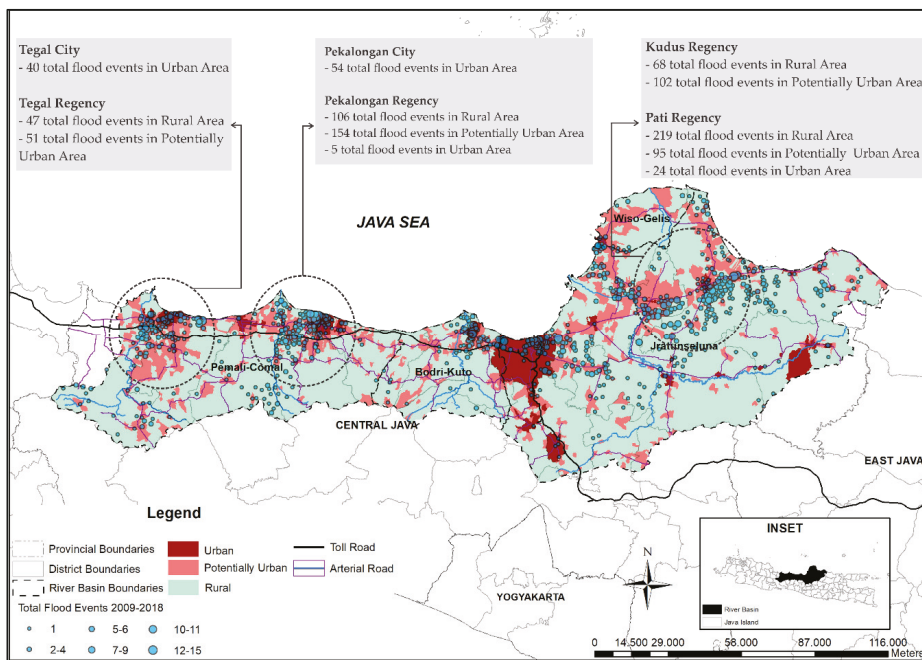 Tegal City
- 40 total flood events in Urban Area
Tegal Regency
- 47 total flood events in Rural Area
- 51 total flood events in Potentially
Urban Area
Pekalongan City
- 54 total flood events in Urban Area
Pekalongan Regency
- 106 total flood events in Rural Area
- 154 total flood events in Potentially Urban Area
- 5 total flood events in Urban Area
Kudus Regency
- 68 total flood events in Rural Area
- 102 total flood events in Potentially Urban Area
Pati Regency
- 219 total flood events in Rural Area
- 95 total flood events in Potentially Urban Area
- 24 total flood events in Urban Area
JAVA SEA
Wiso-Gelis
Jratunseluna
Pemali-Comal
Bodri-Kuto
CENTRAL JAVA
EAST JAVA
YOGYAKARTA
Legend
Provincial Boundaries
District Boundaries
River Basin Boundaries
Urban
Potentially Urban
Rural
Toll Road
Arterial Road
Total Flood Events 2009-2018
1
2-4
5-6
7-9
10-11
12-15
N
INSET
River Basin
Java Island
0 14.500 29.000 58.000 87.000 116.000
Meters